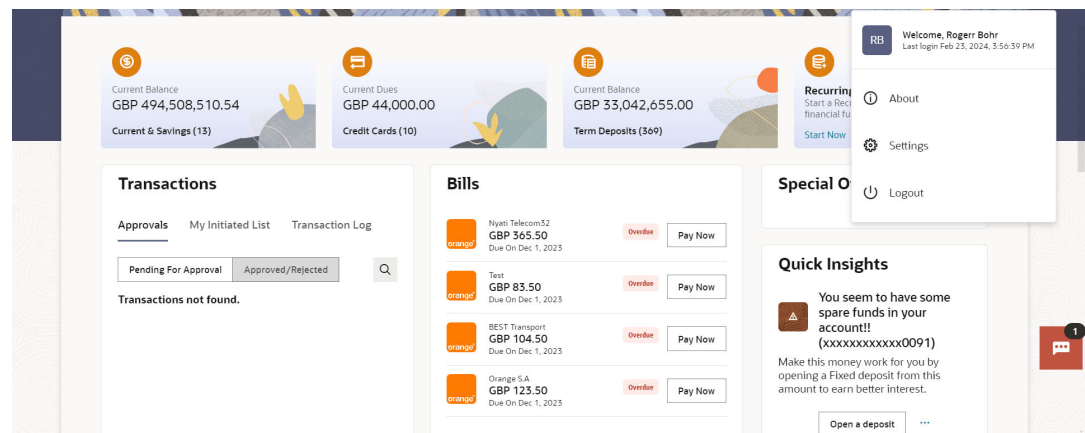 RB
Welcome, Rogerr Bohr
Last login Feb 23, 2024, 3:56:39 PM
About
Settings
Logout
Current Balance
GBP 494,508,510.54
Current & Savings (13)
Current Dues
GBP 44,000.00
Credit Cards (10)
Current Balance
GBP 33,042,655.00
Term Deposits (369)
Recurring
Start a Rec
financial fu
Start Now
Transactions
Approvals My Initiated List Transaction Log
Pending For Approval Approved/Rejected
Transactions not found.
Bills
orange
Nyati Telecom32
GBP 365.50
Due On Dec 1, 2023
Overdue
Pay Now
orange
Test
GBP 83.50
Due On Dec 1, 2023
Overdue
Pay Now
orange
BEST Transport
GBP 104.50
Due On Dec 1, 2023
Overdue
Pay Now
orange
Orange S.A
GBP 123.50
Due On Dec 1, 2023
Overdue
Pay Now
Special O
Quick Insights
You seem to have some
spare funds in your
account!!
(xxxxxxxxxxxx0091)
Make this money work for you by
opening a Fixed deposit from this
amount to earn better interest.
Open a deposit ...
1